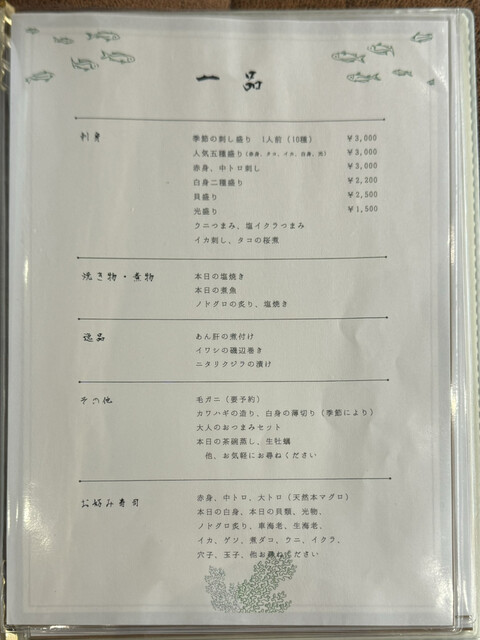 一品
刺身
季節の刺し盛り 1人前（10種） ￥3,000
人気五種盛り（赤身、タコ、イカ、白身、光） ￥3,000
赤身、中トロ刺し ￥3,000
白身二種盛り ￥2,200
貝盛り ￥2,500
光盛り ￥1,500
ウニつまみ、塩イクラつまみ
イカ刺し、タコの桜煮
焼き物・煮物
本日の塩焼き
本日の煮魚
ノドグロの炙り、塩焼き
逸品
あん肝の煮付け
イワシの磯辺巻き
ニタリクジラの漬け
その他
毛ガニ（要予約）
カワハギの造り、白身の薄切り（季節により）
大人のおつまみセット
本日の茶碗蒸し、生牡蠣
他、お気軽にお尋ねください
お好み寿司
赤身、中トロ、大トロ（天然本マグロ）
本日の白身、本日の貝類、光物、
ノドグロ炙り、車海老、生海老、
イカ、ゲソ、煮ダコ、ウニ、イクラ、
穴子、玉子、他お尋ねください